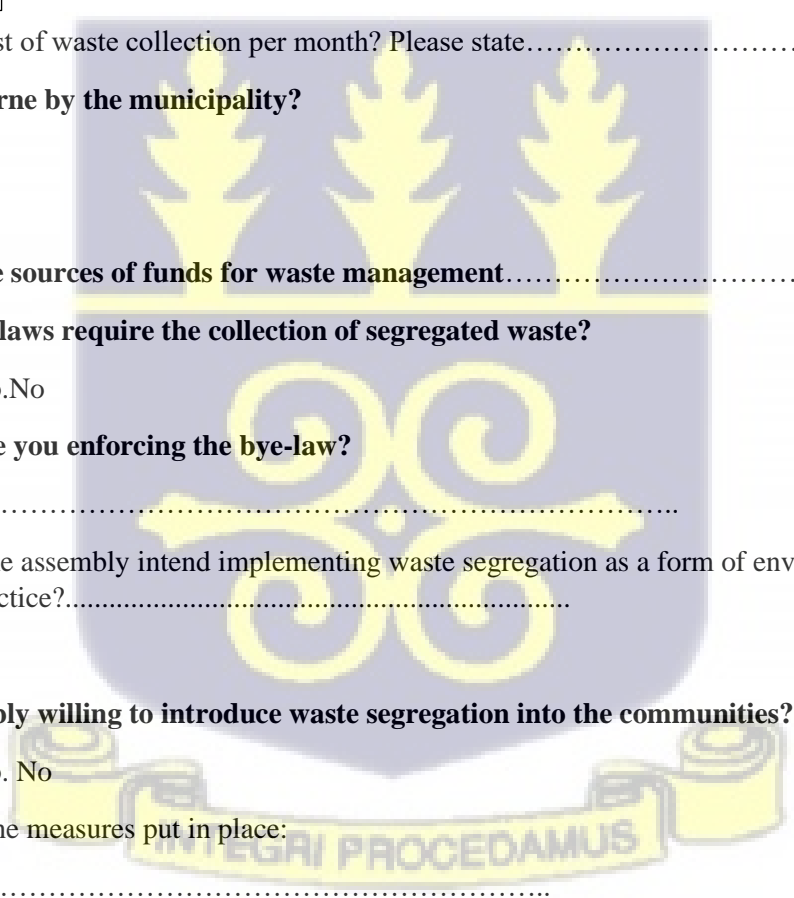 st of waste collection per month? Please state…………………………
rne by the municipality?
e sources of funds for waste management…………………………
laws require the collection of segregated waste?
.No
e you enforcing the bye-law?
………………………………………………………………………..
e assembly intend implementing waste segregation as a form of env
ctice?....................................................................
bly willing to introduce waste segregation into the communities?
. No
ne measures put in place:
…………………………………………………………..
INTEGRI PROCEDAMUS